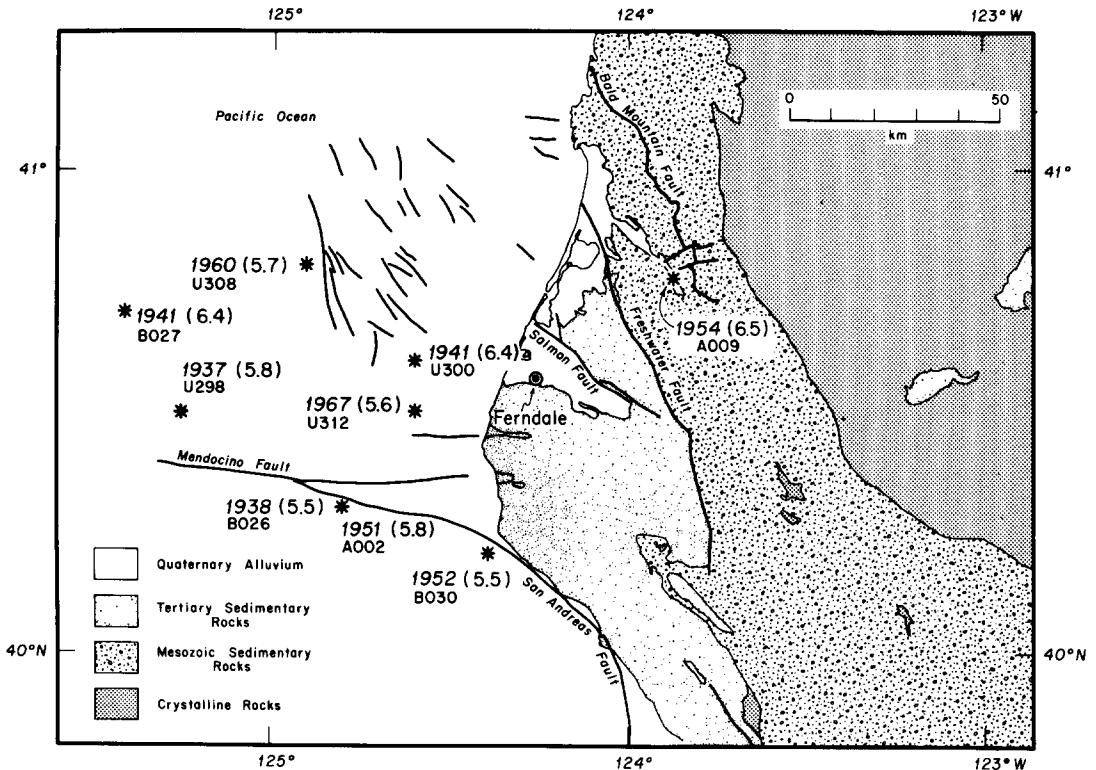 125° 124° 123° W
Pacific Ocean
0 50
km
Bald Mountain Fault
41° 41°
1960 (5.7)
U308
1941 (6.4)
B027
1954 (6.5)
A009
Freshwater Fault
Salmon Fault
1941 (6.4)a
U300
1937 (5.8)
U298
1967 (5.6)
U312
Ferndale
Mendocino Fault
1938 (5.5)
B026
1951 (5.8)
A002
1952 (5.5)
B030
San Andreas Fault
Quaternary Alluvium
Tertiary Sedimentary
Rocks
Mesozoic Sedimentary
Rocks
Crystalline Rocks
40°N 40°N
125° 124° 123° W